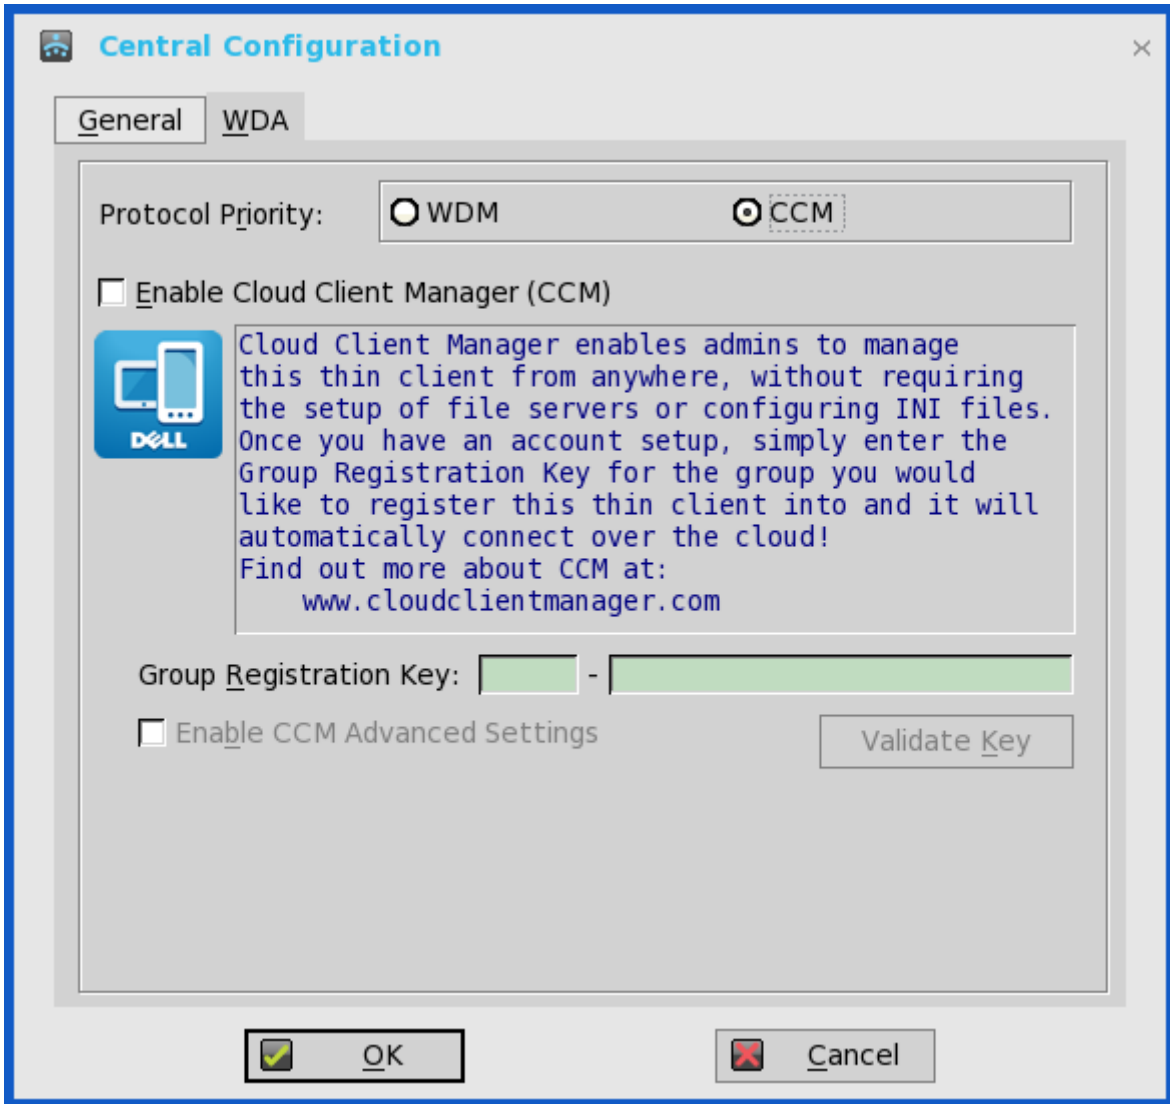 Central Configuration
General WDA
Protocol Priority: WDM CCM
Enable Cloud Client Manager (CCM)
Cloud Client Manager enables admins to manage
this thin client from anywhere, without requiring
the setup of file servers or configuring INI files.
Once you have an account setup, simply enter the
Group Registration Key for the group you would
like to register this thin client into and it will
automatically connect over the cloud!
Find out more about CCM at:
www.cloudclientmanager.com
DELL
Group Registration Key: -
Enable CCM Advanced Settings Validate Key
OK Cancel